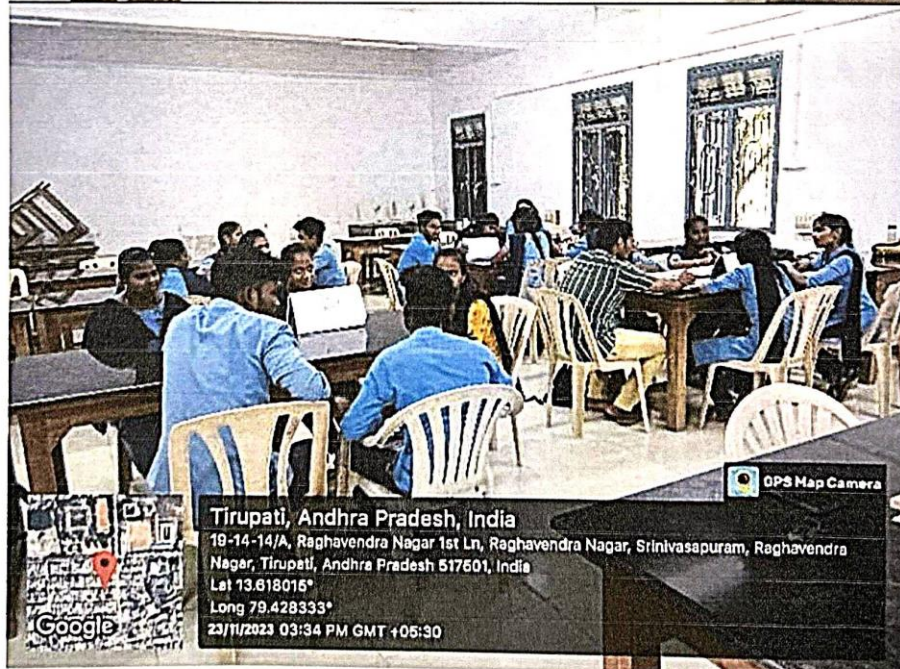 GPS Map Camera
Tirupati, Andhra Pradesh, India
19-14-14/A, Raghavendra Nagar 1st Ln, Raghavendra Nagar, Srinivasapuram, Raghavendra
Nagar, Tirupati, Andhra Pradesh 517501, India
Lat 13.618015°
Long 79.428333°
23/11/2023 03:34 PM GMT +05:30
Google